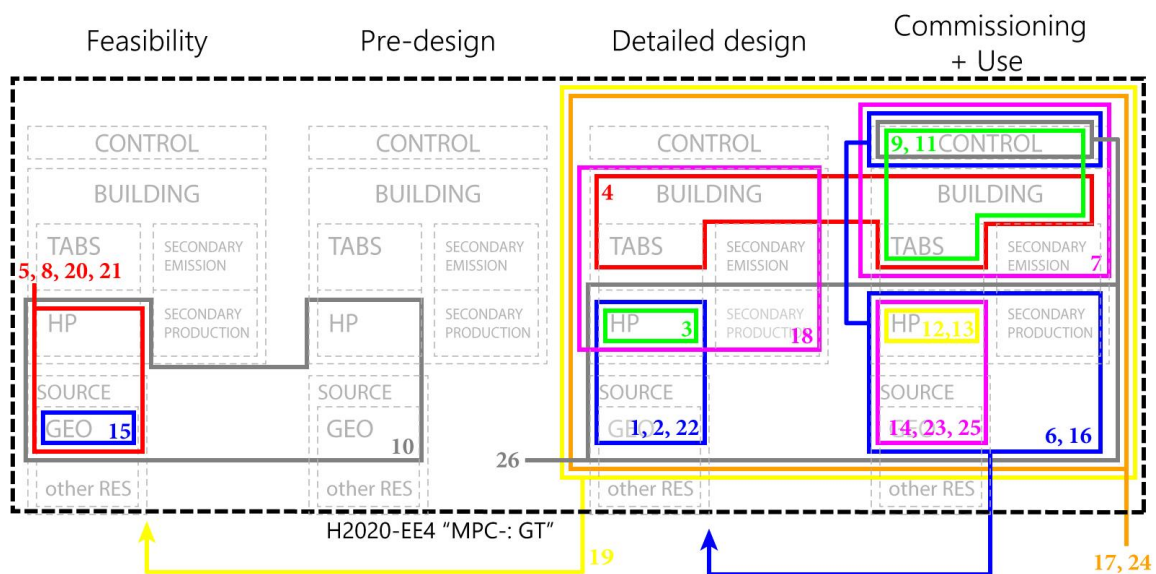 Feasibility
Pre-design
Detailed design
Commissioning
+ Use
CONTROL
CONTROL
CONTROL
9, 11
CONTROL
BUILDING
BUILDING
4
BUILDING
BUILDING
TABS
SECONDARY
EMISSION
TABS
SECONDARY
EMISSION
TABS
SECONDARY
EMISSION
TABS
SECONDARY
EMISSION
7
5, 8, 20, 21
HP
SECONDARY
PRODUCTION
HP
SECONDARY
PRODUCTION
HP
3
SECONDARY
PRODUCTION
18
HP
12,13
SECONDARY
PRODUCTION
SOURCE
SOURCE
SOURCE
SOURCE
GEO
15
GEO
10
GEO
1, 2, 22
GEO
14, 23, 25
6, 16
26
other RES
other RES
other RES
other RES
H2020-EE4 “MPC-: GT”
19
17, 24